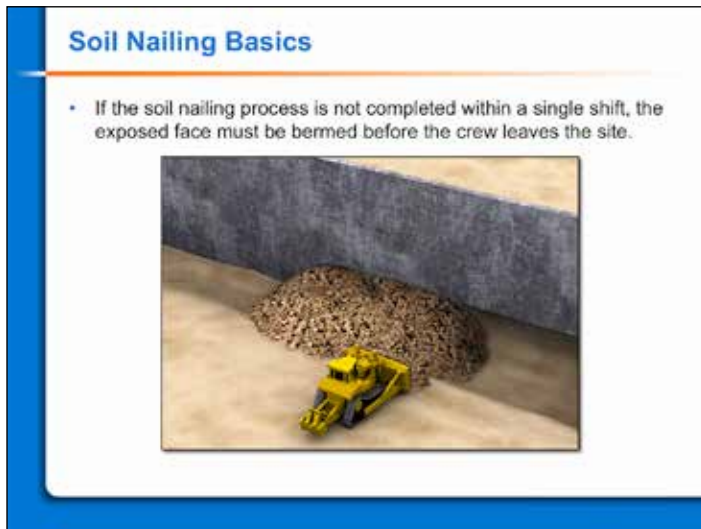 Soil Nailing Basics
• If the soil nailing process is not completed within a single shift, the
exposed face must be bermed before the crew leaves the site.